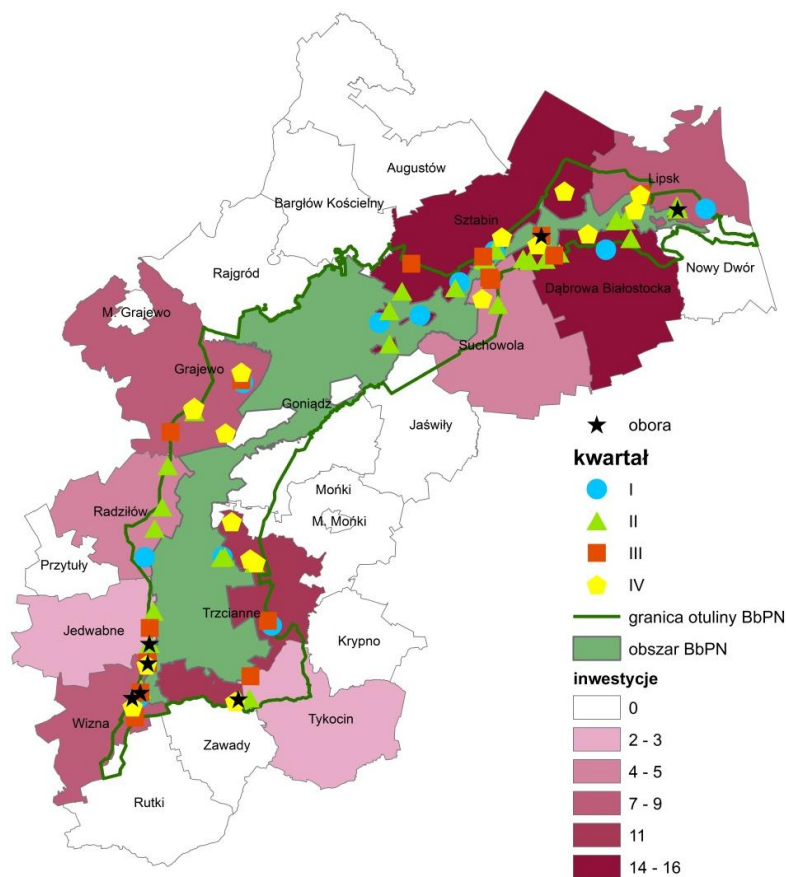 Augustów
Bargłów Kościelny
Lipsk
Sztabin
Rajgród
Nowy Dwór
M. Grajewo
Dąbrowa Białostocka
Grajewo
Suchowola
Goniądz
Jaświły
Mońki
Radziłów
M. Mońki
Przytuły
Trzcianne
Jedwabne
Krypno
Wizna
Tykocin
Zawady
Rutki
obora
kwartał
I
II
III
IV
granica otuliny BbPN
obszar BbPN
inwestycje
0
2 - 3
4 - 5
7 - 9
11
14 - 16